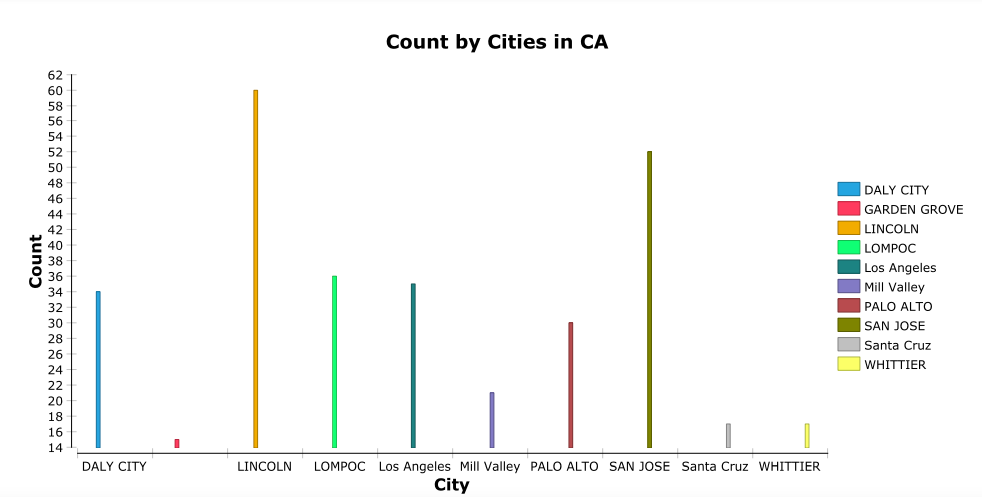 Count by Cities in CA
62
60
58
56
54
52
50
48
46
44
42
40
38
36
34
32
30
28
26
24
22
20
18
16
14
Count
DALY CITY LINCOLN LOMPOC Los Angeles Mill Valley PALO ALTO SAN JOSE Santa Cruz WHITTIER
City
DALY CITY
GARDEN GROVE
LINCOLN
LOMPOC
Los Angeles
Mill Valley
PALO ALTO
SAN JOSE
Santa Cruz
WHITTIER